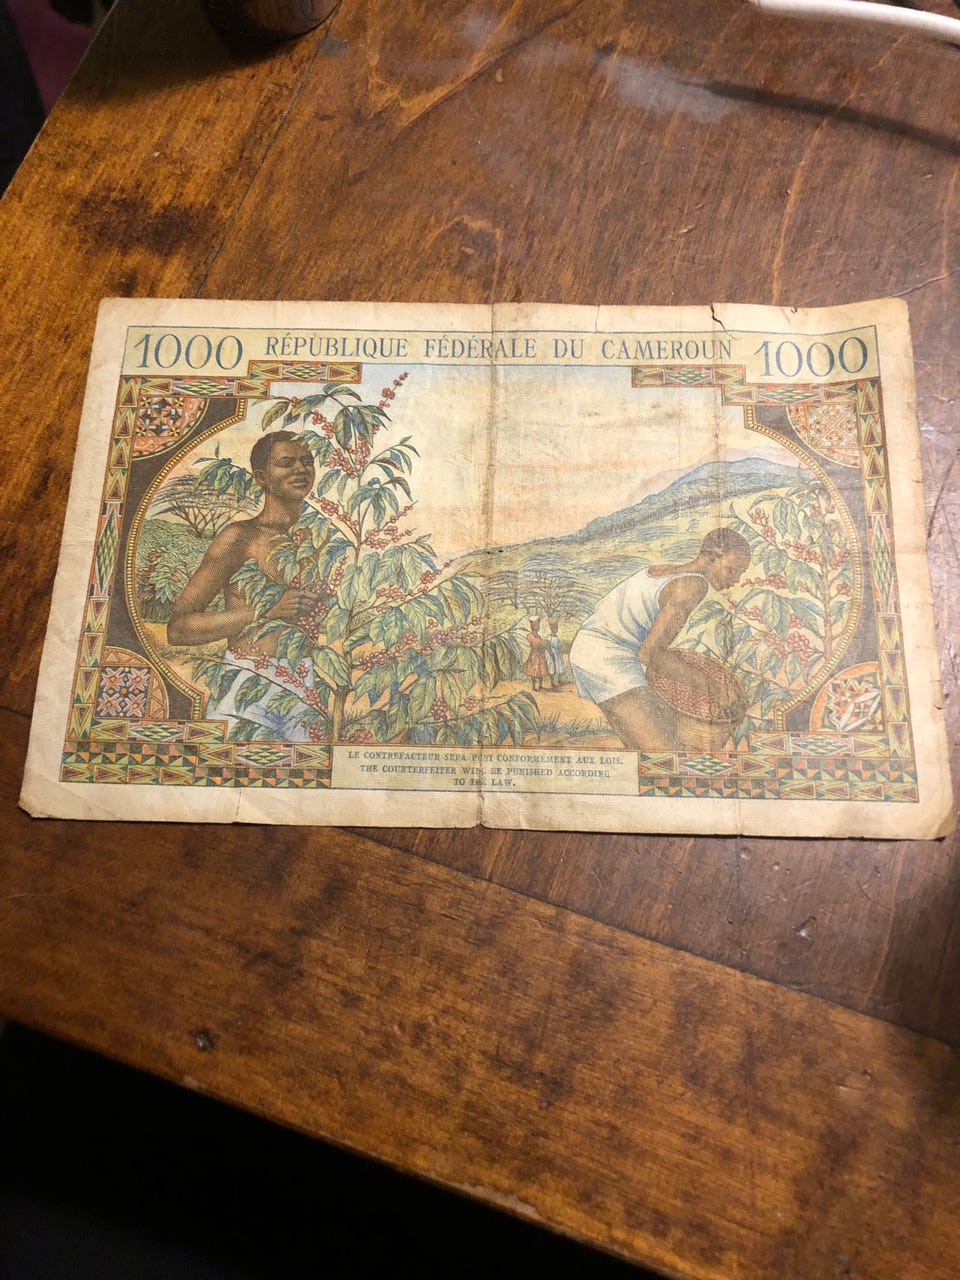 1000 RÉPUBLIQUE FÉDÉRALE DU CAMEROUN 1000
LE CONTREFACTEUR SERA PUNI CONFORMÉMENT AUX LOIS.
THE COUNTERFEITER WILL BE PUNISHED ACCORDING
TO THE LAW.